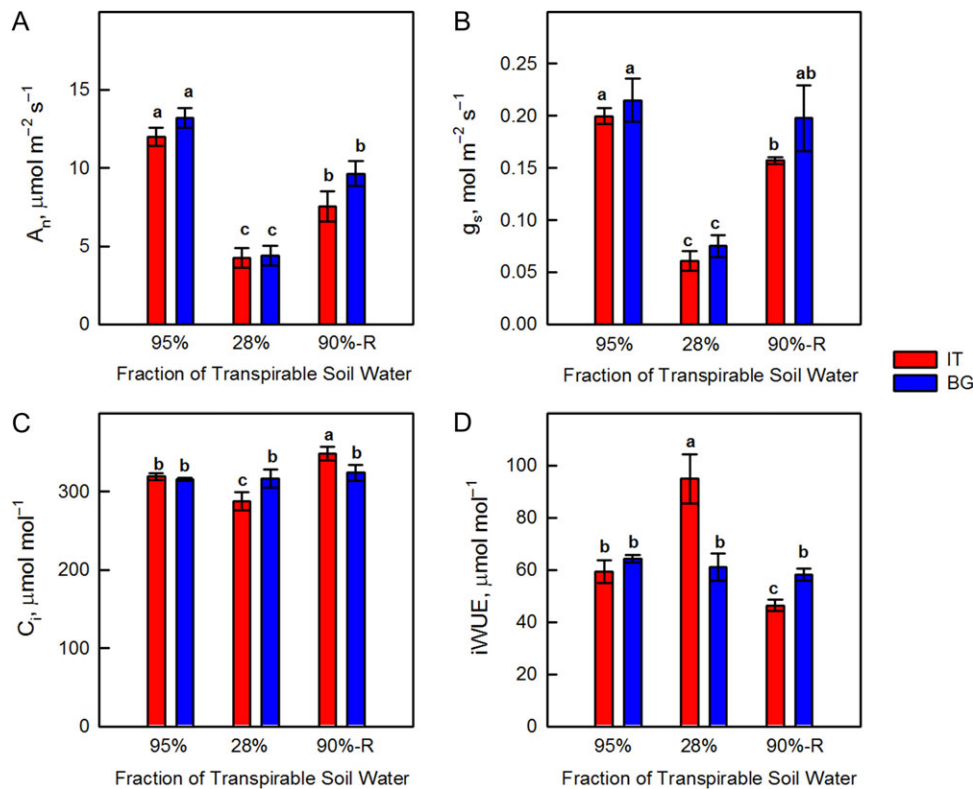 A
A_n, μmol m⁻² s⁻¹
15
10
5
0
a a
c c
b b
95% 28% 90%-R
Fraction of Transpirable Soil Water
B
g_s, mol m⁻² s⁻¹
0.25
0.20
0.15
0.10
0.05
0.00
a a
c c
b ab
95% 28% 90%-R
Fraction of Transpirable Soil Water
IT
BG
C
C_i, μmol mol⁻¹
300
200
100
0
b b
c b
a b
95% 28% 90%-R
Fraction of Transpirable Soil Water
D
iWUE, μmol mol⁻¹
100
80
60
40
20
0
b b
a b
c b
95% 28% 90%-R
Fraction of Transpirable Soil Water